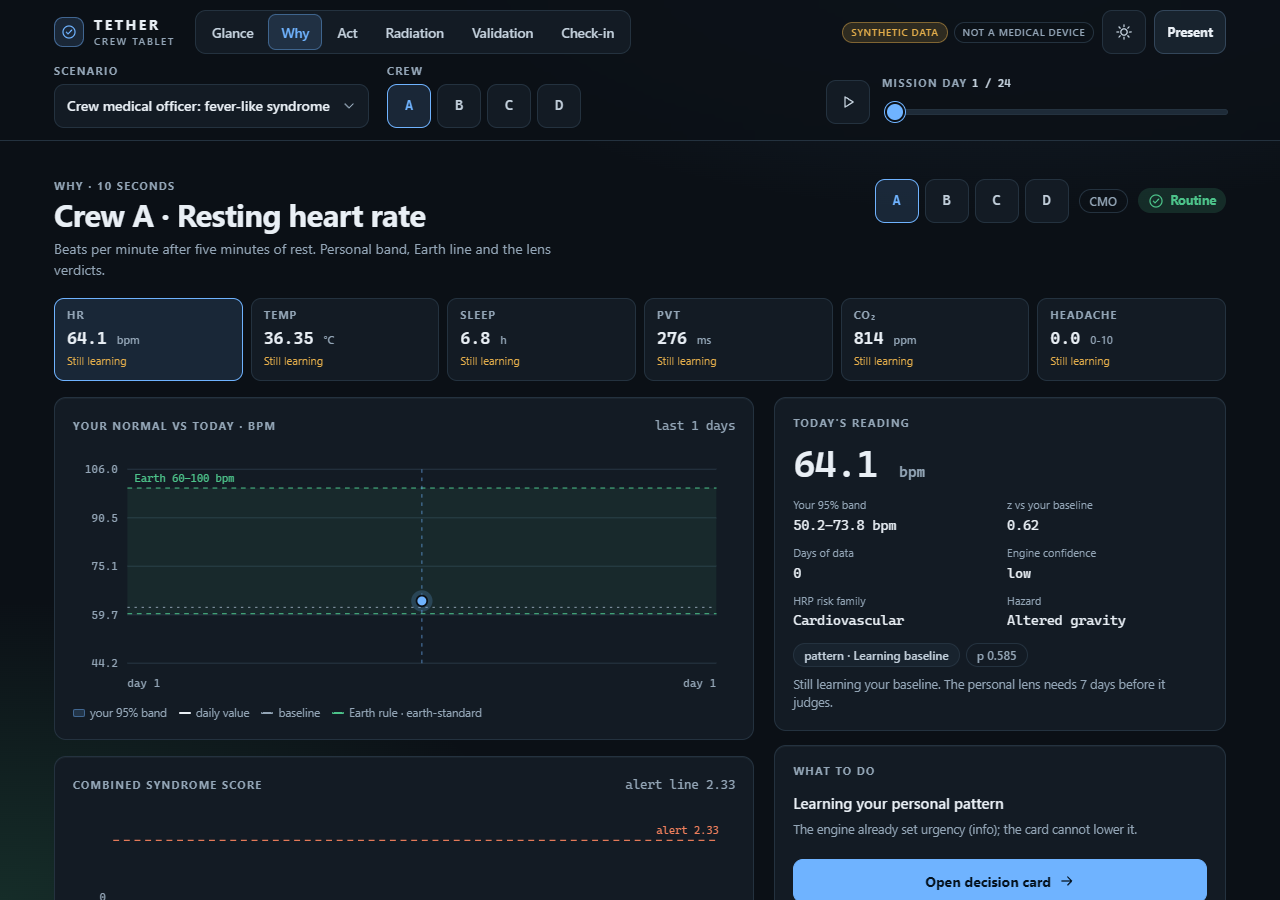 TETHER
CREW TABLET
Glance Why Act Radiation Validation Check-in
SYNTHETIC DATA NOT A MEDICAL DEVICE Present
SCENARIO CREW
Crew medical officer: fever-like syndrome A B C D
MISSION DAY 1 / 24
WHY · 10 SECONDS
Crew A · Resting heart rate
Beats per minute after five minutes of rest. Personal band, Earth line and the lens
verdicts.
A B C D CMO Routine
HR
64.1 bpm
Still learning
TEMP
36.35 °C
Still learning
SLEEP
6.8 h
Still learning
PVT
276 ms
Still learning
CO₂
814 ppm
Still learning
HEADACHE
0.0 0-10
Still learning
YOUR NORMAL VS TODAY · BPM last 1 days
106.0
Earth 60–100 bpm
90.5
75.1
59.7
44.2
day 1 day 1
your 95% band daily value baseline Earth rule · earth-standard
TODAY'S READING
64.1 bpm
Your 95% band z vs your baseline
50.2–73.8 bpm 0.62
Days of data Engine confidence
0 low
HRP risk family Hazard
Cardiovascular Altered gravity
pattern · Learning baseline p 0.585
Still learning your baseline. The personal lens needs 7 days before it
judges.
COMBINED SYNDROME SCORE alert line 2.33
alert 2.33
0
WHAT TO DO
Learning your personal pattern
The engine already set urgency (info); the card cannot lower it.
Open decision card →